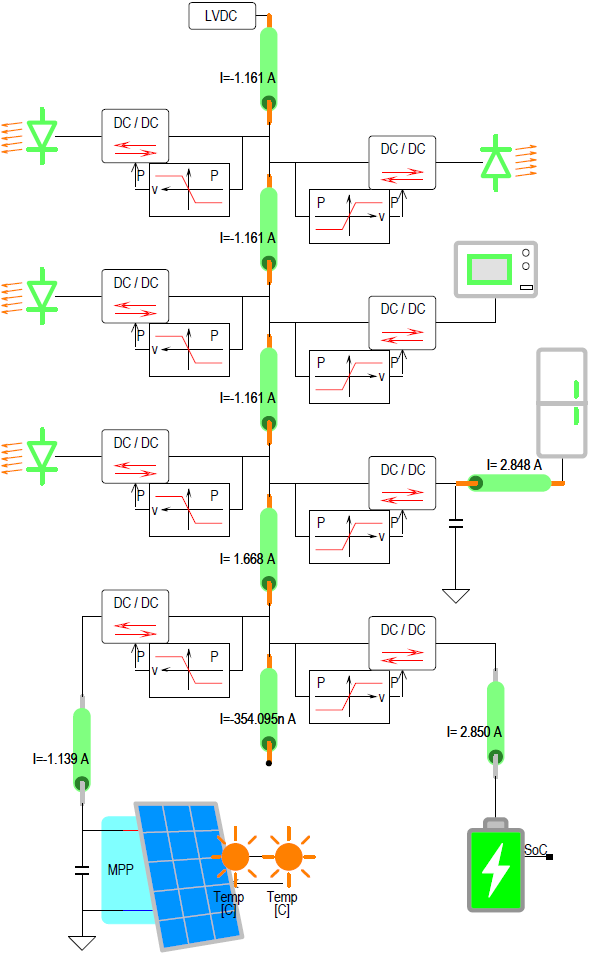 LVDC
I=-1.161 A
DC / DC
P
v
P
DC / DC
P
v
P
I=-1.161 A
DC / DC
P
v
P
DC / DC
P
v
P
I=-1.161 A
DC / DC
P
v
P
DC / DC
P
v
I= 2.848 A
I= 1.668 A
DC / DC
P
v
P
DC / DC
P
v
P
I=-354.095n A
I=-1.139 A
I= 2.850 A
MPP
Temp
[C]
Temp
[C]
SoC